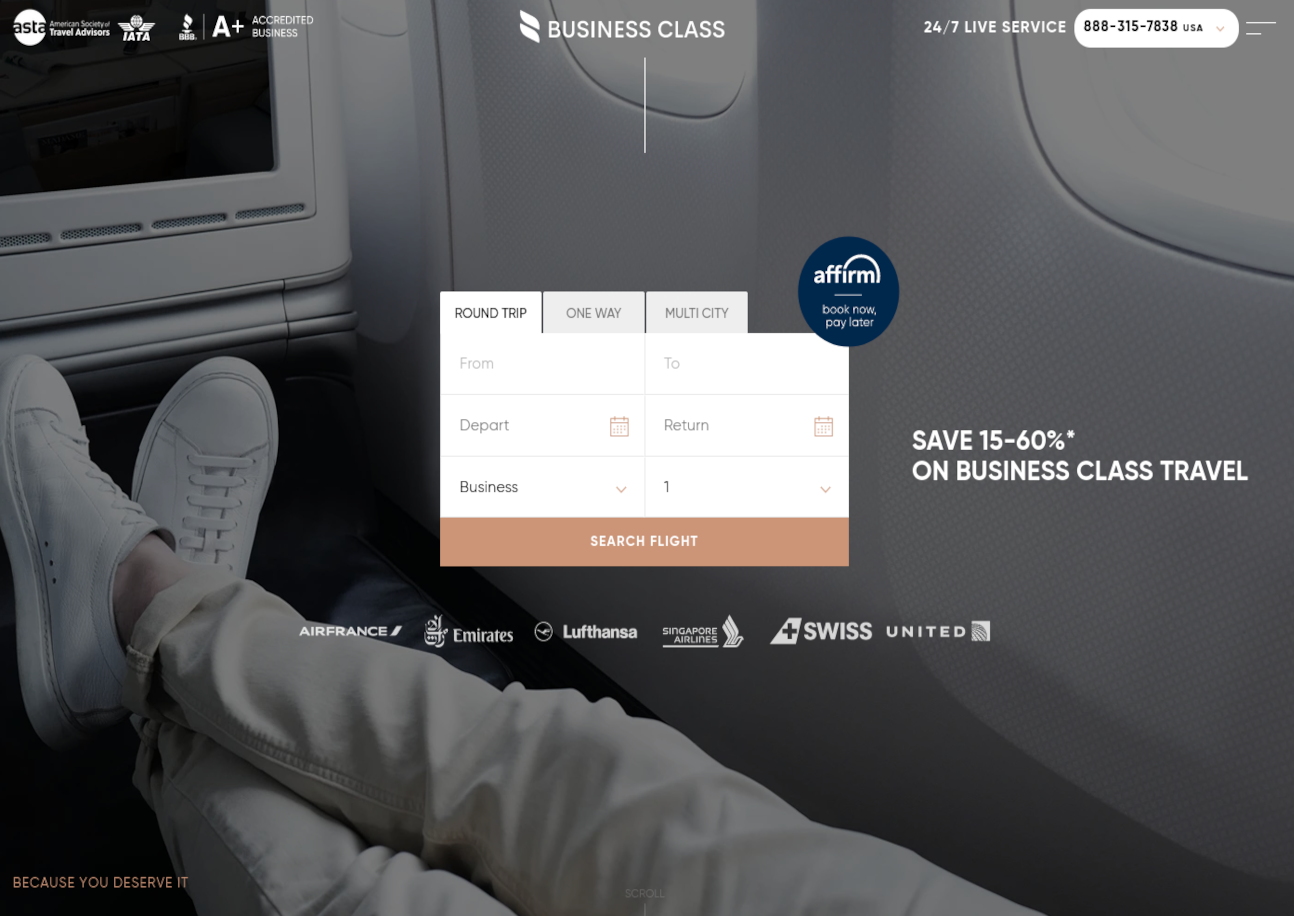 asta American Society of
Travel Advisors
IATA
BBB
A+
ACCREDITED
BUSINESS
BUSINESS CLASS
24/7 LIVE SERVICE
888-315-7838 USA
affirm
book now,
pay later
ROUND TRIP
ONE WAY
MULTI CITY
From
To
Depart
Return
Business
1
SEARCH FLIGHT
SAVE 15-60%*
ON BUSINESS CLASS TRAVEL
AIRFRANCE
Emirates
Lufthansa
SINGAPORE
AIRLINES
SWISS
UNITED
BECAUSE YOU DESERVE IT
SCROLL